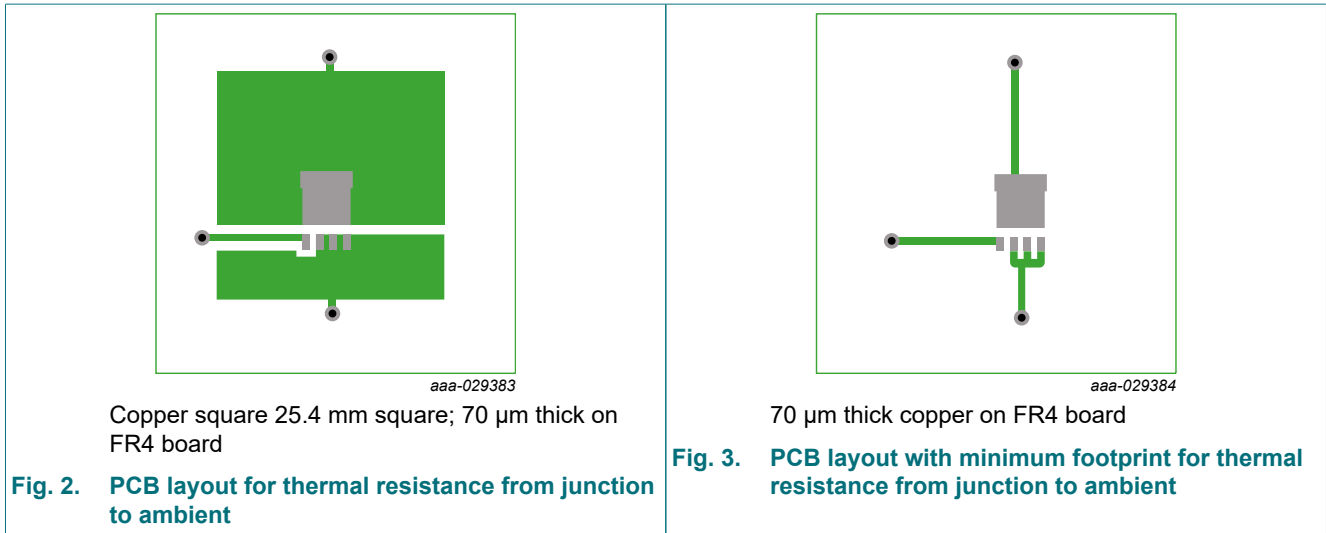 aaa-029383
Copper square 25.4 mm square; 70 μm thick on
FR4 board
Fig. 2. PCB layout for thermal resistance from junction
to ambient
aaa-029384
70 μm thick copper on FR4 board
Fig. 3. PCB layout with minimum footprint for thermal
resistance from junction to ambient